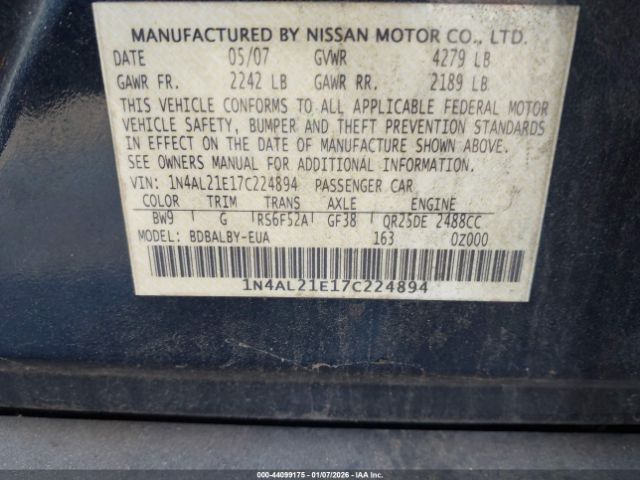 MANUFACTURED BY NISSAN MOTOR CO., LTD.
DATE 05/07 GVWR 4279 LB
GAWR FR. 2242 LB GAWR RR. 2189 LB
THIS VEHICLE CONFORMS TO ALL APPLICABLE FEDERAL MOTOR
VEHICLE SAFETY, BUMPER AND THEFT PREVENTION STANDARDS
IN EFFECT ON THE DATE OF MANUFACTURE SHOWN ABOVE.
SEE OWNERS MANUAL FOR ADDITIONAL INFORMATION.
VIN: 1N4AL21E17C224894 PASSENGER CAR
COLOR TRIM TRANS AXLE ENGINE
BW9 G RS6F52A GF38 QR25DE 2488CC
MODEL: BDBALBY-EUA 163 0Z000
1N4AL21E17C224894
© IAA - 44099175 | 01/07/2026 | IAAI.COM